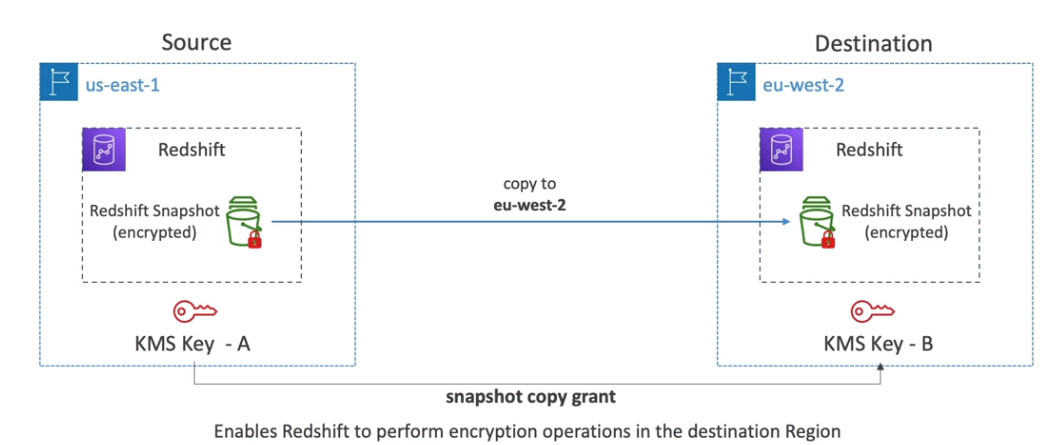 Source
Destination
us-east-1
eu-west-2
Redshift
Redshift
copy to
eu-west-2
Redshift Snapshot
(encrypted)
Redshift Snapshot
(encrypted)
KMS Key - A
KMS Key - B
snapshot copy grant
Enables Redshift to perform encryption operations in the destination Region